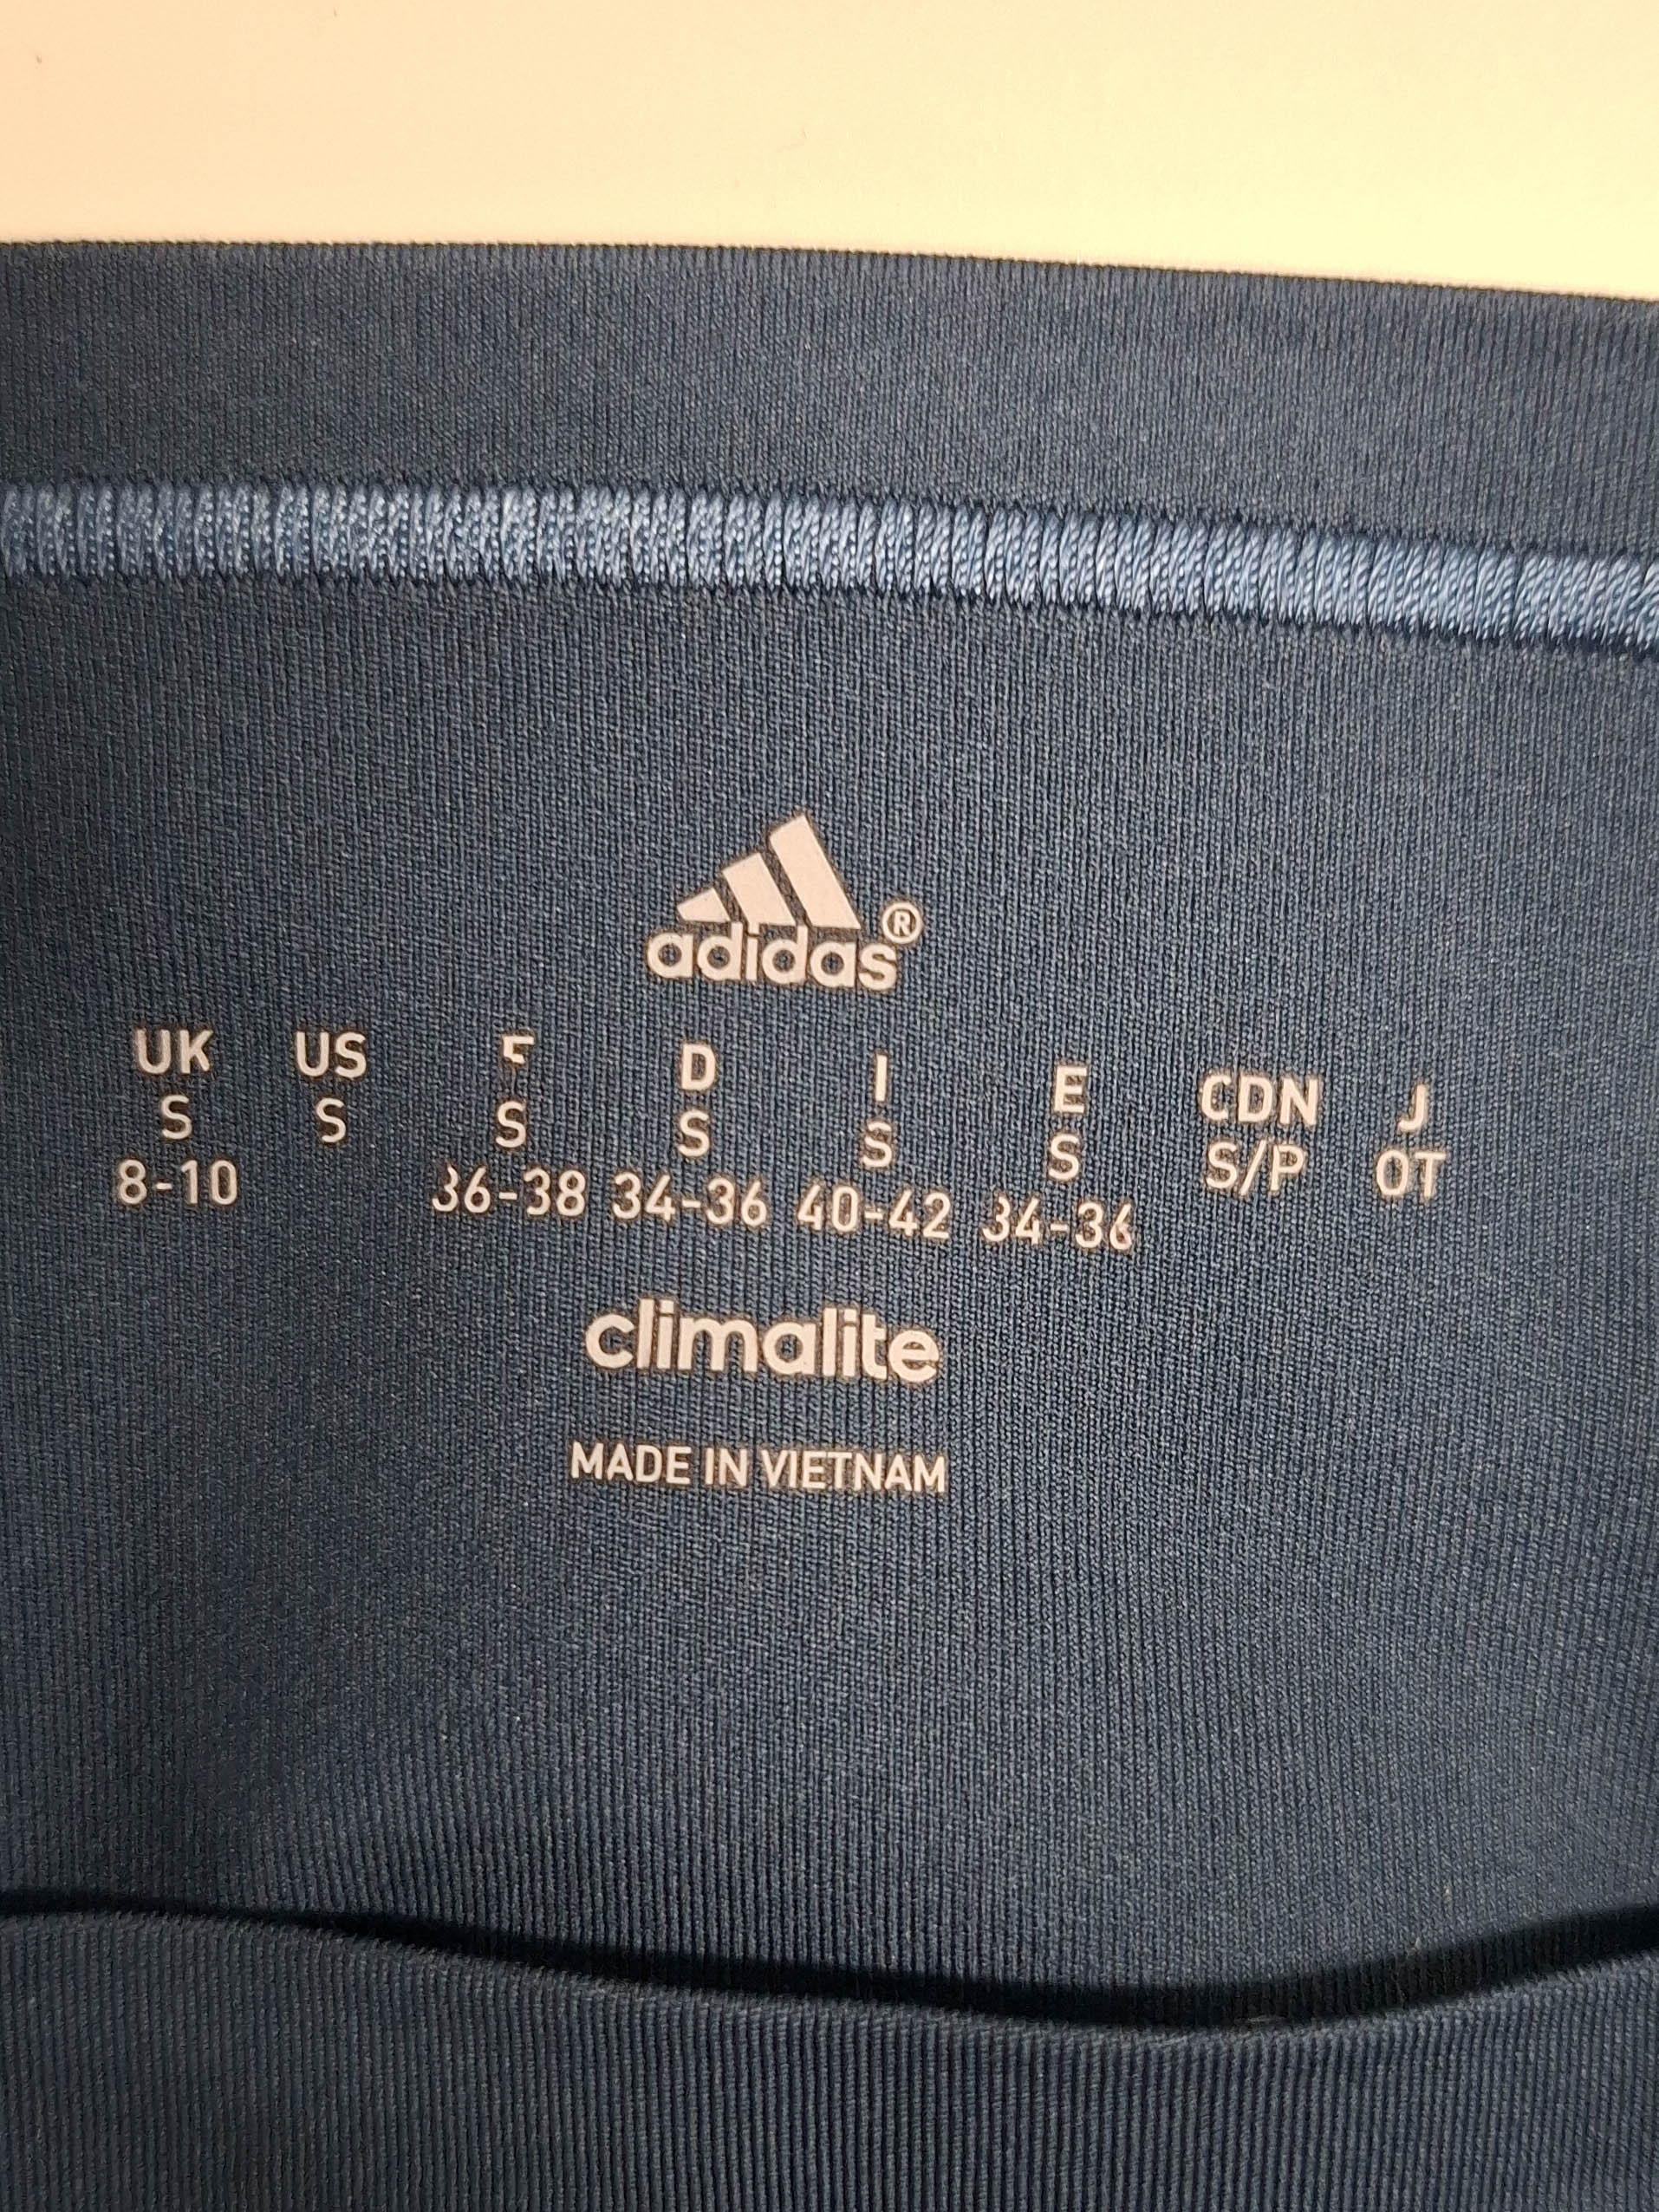 adidas®
UK US F D I E CDN J
S S S S S S S/P OT
8-10 36-38 34-36 40-42 34-36
climalite
MADE IN VIETNAM